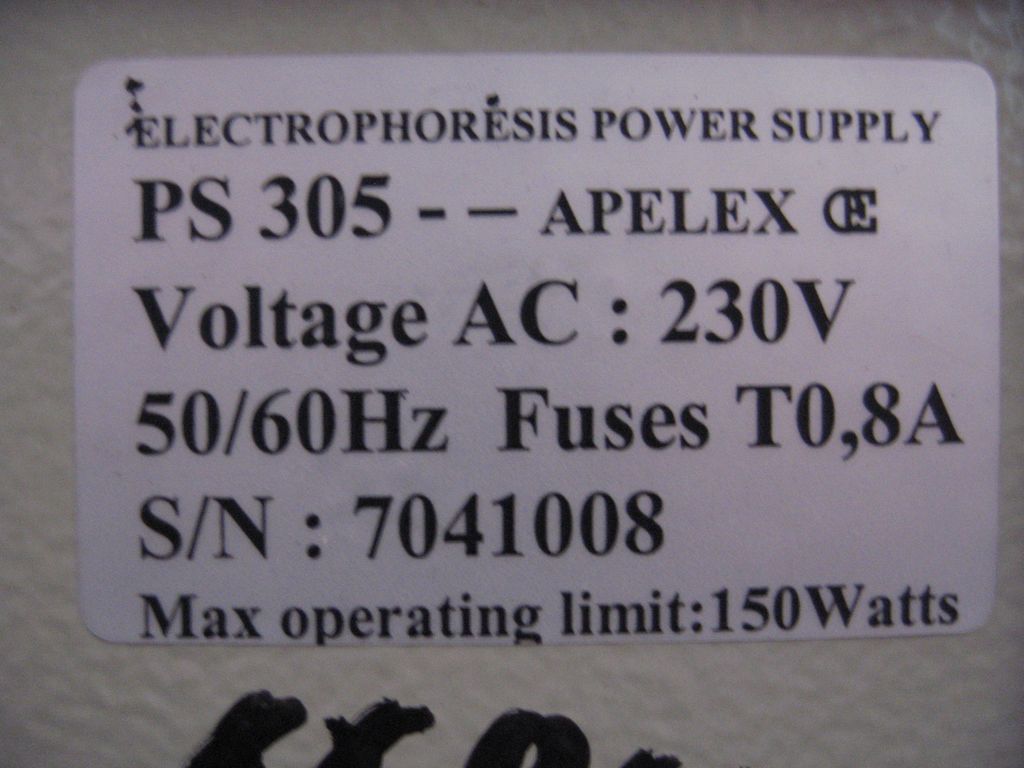 ELECTROPHORESIS POWER SUPPLY
PS 305 - – APELEX CE
Voltage AC : 230V
50/60Hz Fuses T0,8A
S/N : 7041008
Max operating limit:150Watts